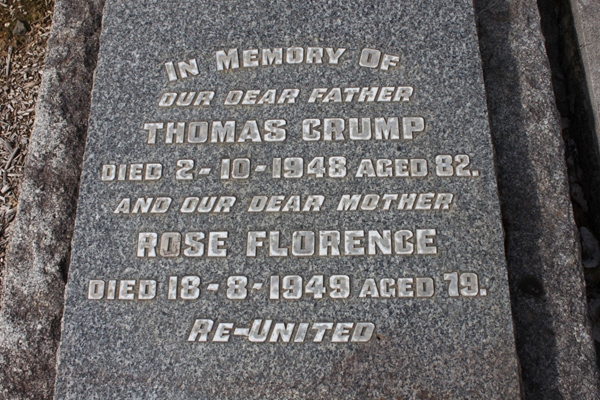 In Memory Of
OUR DEAR FATHER
THOMAS CRUMP
DIED 2-10-1948 AGED 82.
AND OUR DEAR MOTHER
ROSE FLORENCE
DIED 18-8-1949 AGED 79.
Re-United